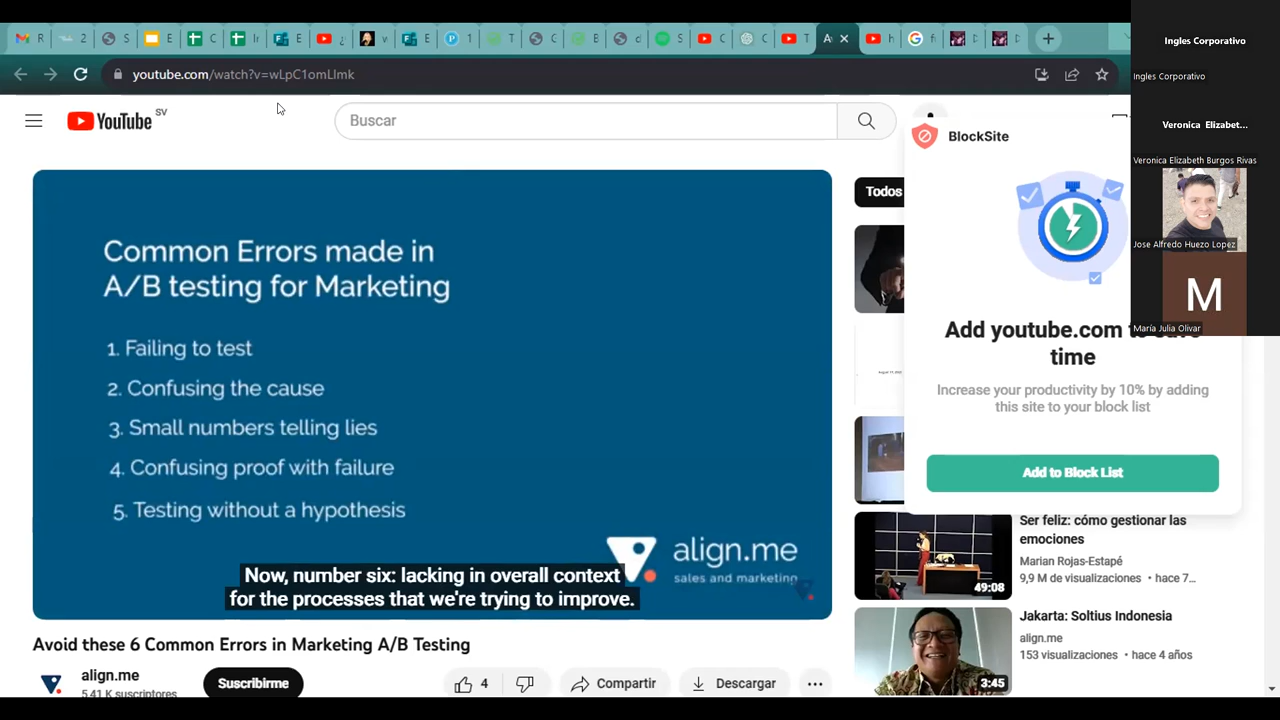 R
2
S
E
C
Ir
E
¿
v
E
1
T
C
B
d
S
C
C
T
A
h
f
D
D
youtube.com/watch?v=wLpC1omLlmk
YouTube SV
Buscar
Common Errors made in
A/B testing for Marketing
1. Failing to test
2. Confusing the cause
3. Small numbers telling lies
4. Confusing proof with failure
5. Testing without a hypothesis
align.me
sales and marketing
Now, number six: lacking in overall context
for the processes that we're trying to improve.
Avoid these 6 Common Errors in Marketing A/B Testing
align.me
5,41 K suscriptores
Suscribirme
4
Compartir
Descargar
Todos
BlockSite
Add youtube.com to save
time
Increase your productivity by 10% by adding
this site to your block list
Add to Block List
Ser feliz: cómo gestionar las
emociones
Marian Rojas-Estapé
9,9 M de visualizaciones • hace 7...
49:08
Jakarta: Soltius Indonesia
align.me
153 visualizaciones • hace 4 años
3:45
Ingles Corporativo
Ingles Corporativo
Veronica Elizabet...
Veronica Elizabeth Burgos Rivas
Jose Alfredo Huezo Lopez
M
María Julia Olivar